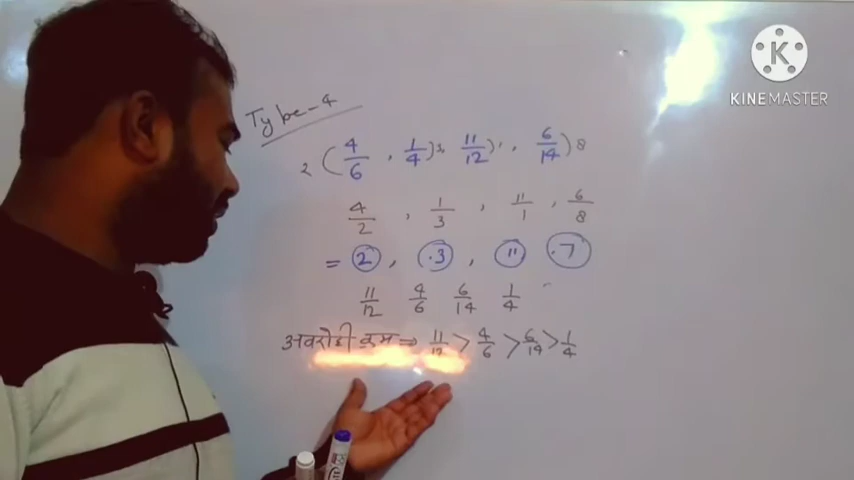 Type-4
2 ( 4/6 , 1/4 ) 3, 11/12 ) 1 , 6/14 ) 8
4/2 , 1/3 , 11/1 , 6/8
= 2 , .3 , 11 .7
11/12 4/6 6/14 1/4
अवरोही क्रम ⇒ 11/12 > 4/6 > 6/14 > 1/4
KINEMASTER